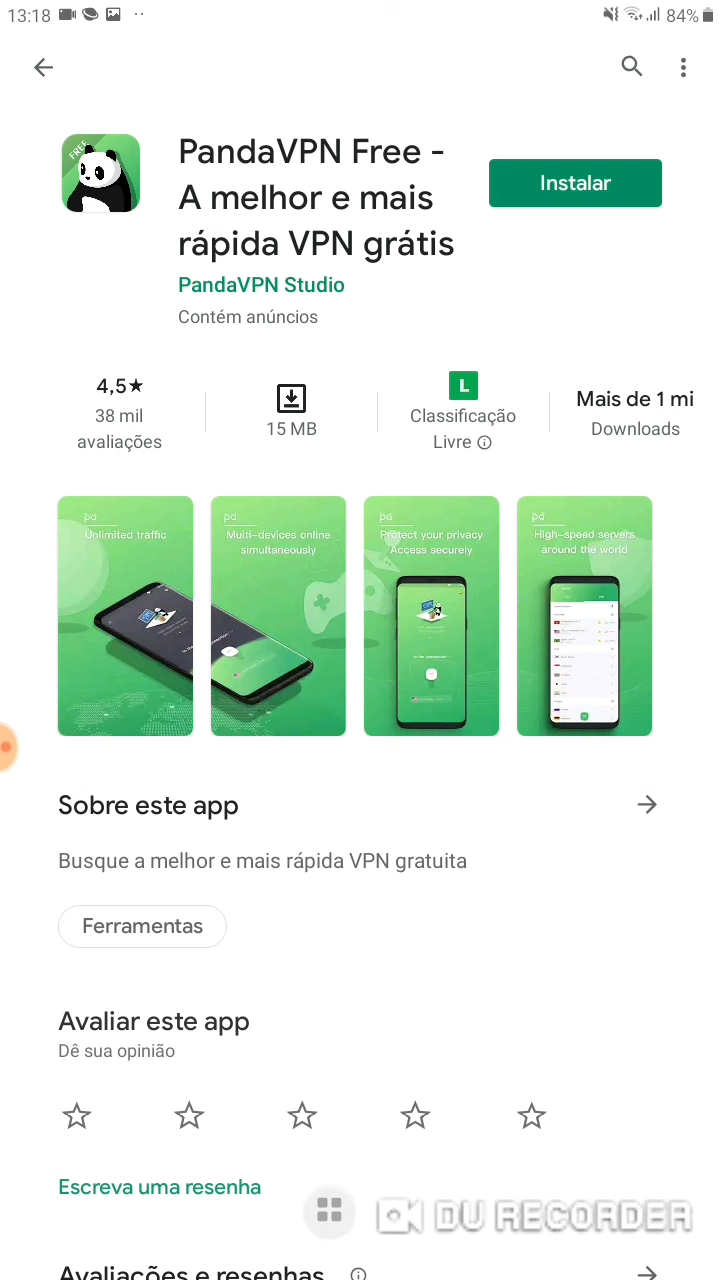 13:18
84%
FREE
PandaVPN Free -
A melhor e mais
rápida VPN grátis
Instalar
PandaVPN Studio
Contém anúncios
4,5★
38 mil
avaliações
15 MB
L
Classificação
Livre
Mais de 1 mi
Downloads
Unlimited traffic
Multi-devices online
simultaneously
Protect your privacy
Access securely
High-speed servers
around the world
Sobre este app
Busque a melhor e mais rápida VPN gratuita
Ferramentas
Avaliar este app
Dê sua opinião
Escreva uma resenha
DU RECORDER
Avaliações e resenhas